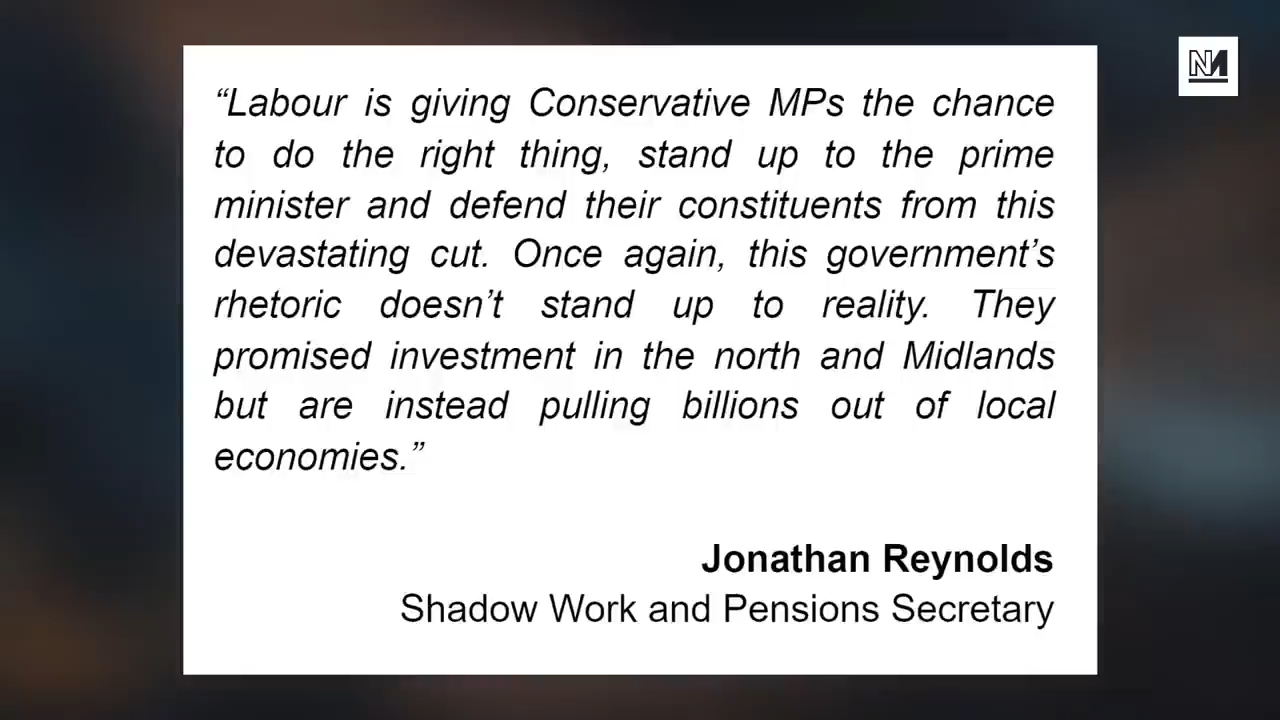 NM
“Labour is giving Conservative MPs the chance
to do the right thing, stand up to the prime
minister and defend their constituents from this
devastating cut. Once again, this government’s
rhetoric doesn’t stand up to reality. They
promised investment in the north and Midlands
but are instead pulling billions out of local
economies.”
Jonathan Reynolds
Shadow Work and Pensions Secretary